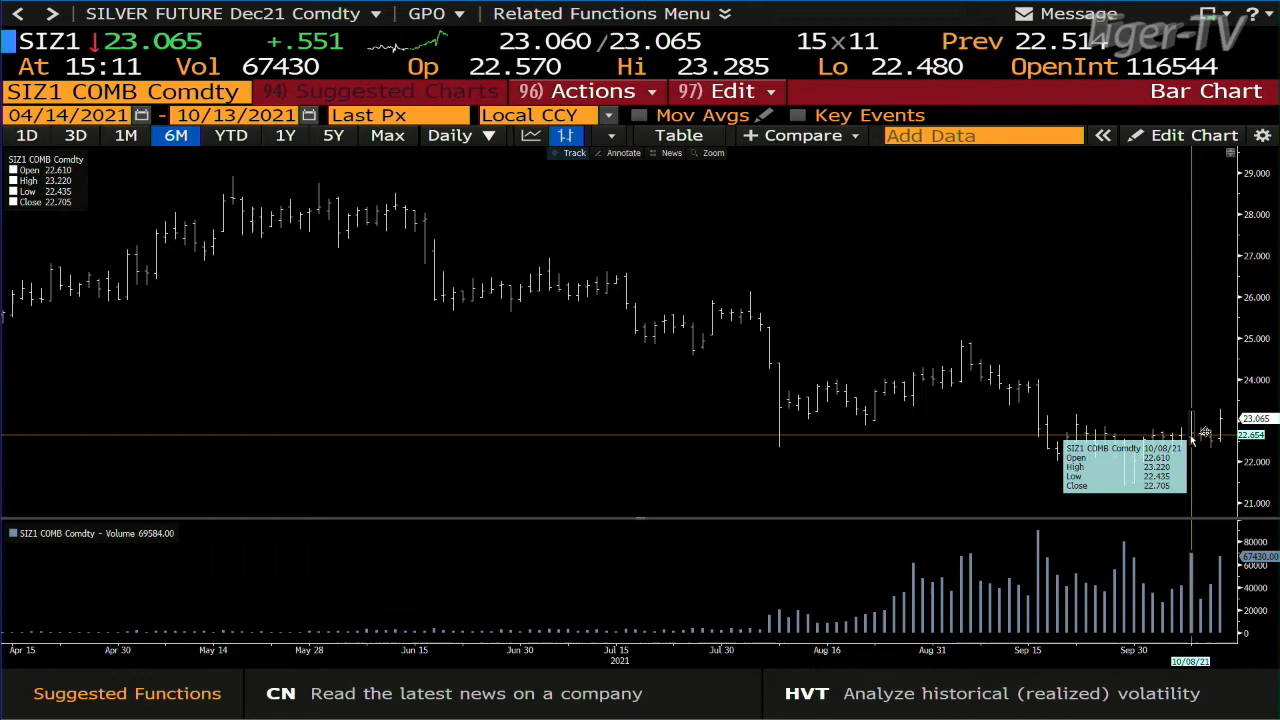 SILVER FUTURE Dec21 Comdty GPO Related Functions Menu Message ?
SIZ1 23.065 +.551 23.060/23.065 15x11 Prev 22.514
Tiger-TV
At 15:11 Vol 67430 Op 22.570 Hi 23.285 Lo 22.480 OpenInt 116544
SIZ1 COMB Comdty 94) Suggested Charts 96) Actions 97) Edit Bar Chart
04/14/2021 - 10/13/2021 Last Px Local CCY Mov Avgs Key Events
1D 3D 1M 6M YTD 1Y 5Y Max Daily Table + Compare Add Data Edit Chart
Track Annotate News Zoom
SIZ1 COMB Comdty
Open 22.610
High 23.220
Low 22.435
Close 22.705
29.000
28.000
27.000
26.000
25.000
24.000
23.065
22.654
22.000
21.000
SIZ1 COMB Comdty 10/08/21
Open 22.610
High 23.220
Low 22.435
Close 22.705
SIZ1 COMB Comdty - Volume 69584.00
80000
67430.00
60000
40000
20000
0
Apr 15 Apr 30 May 14 May 28 Jun 15 Jun 30 Jul 15 Jul 30 Aug 16 Aug 31 Sep 15 Sep 30
2021
10/08/21
Suggested Functions CN Read the latest news on a company HVT Analyze historical (realized) volatility